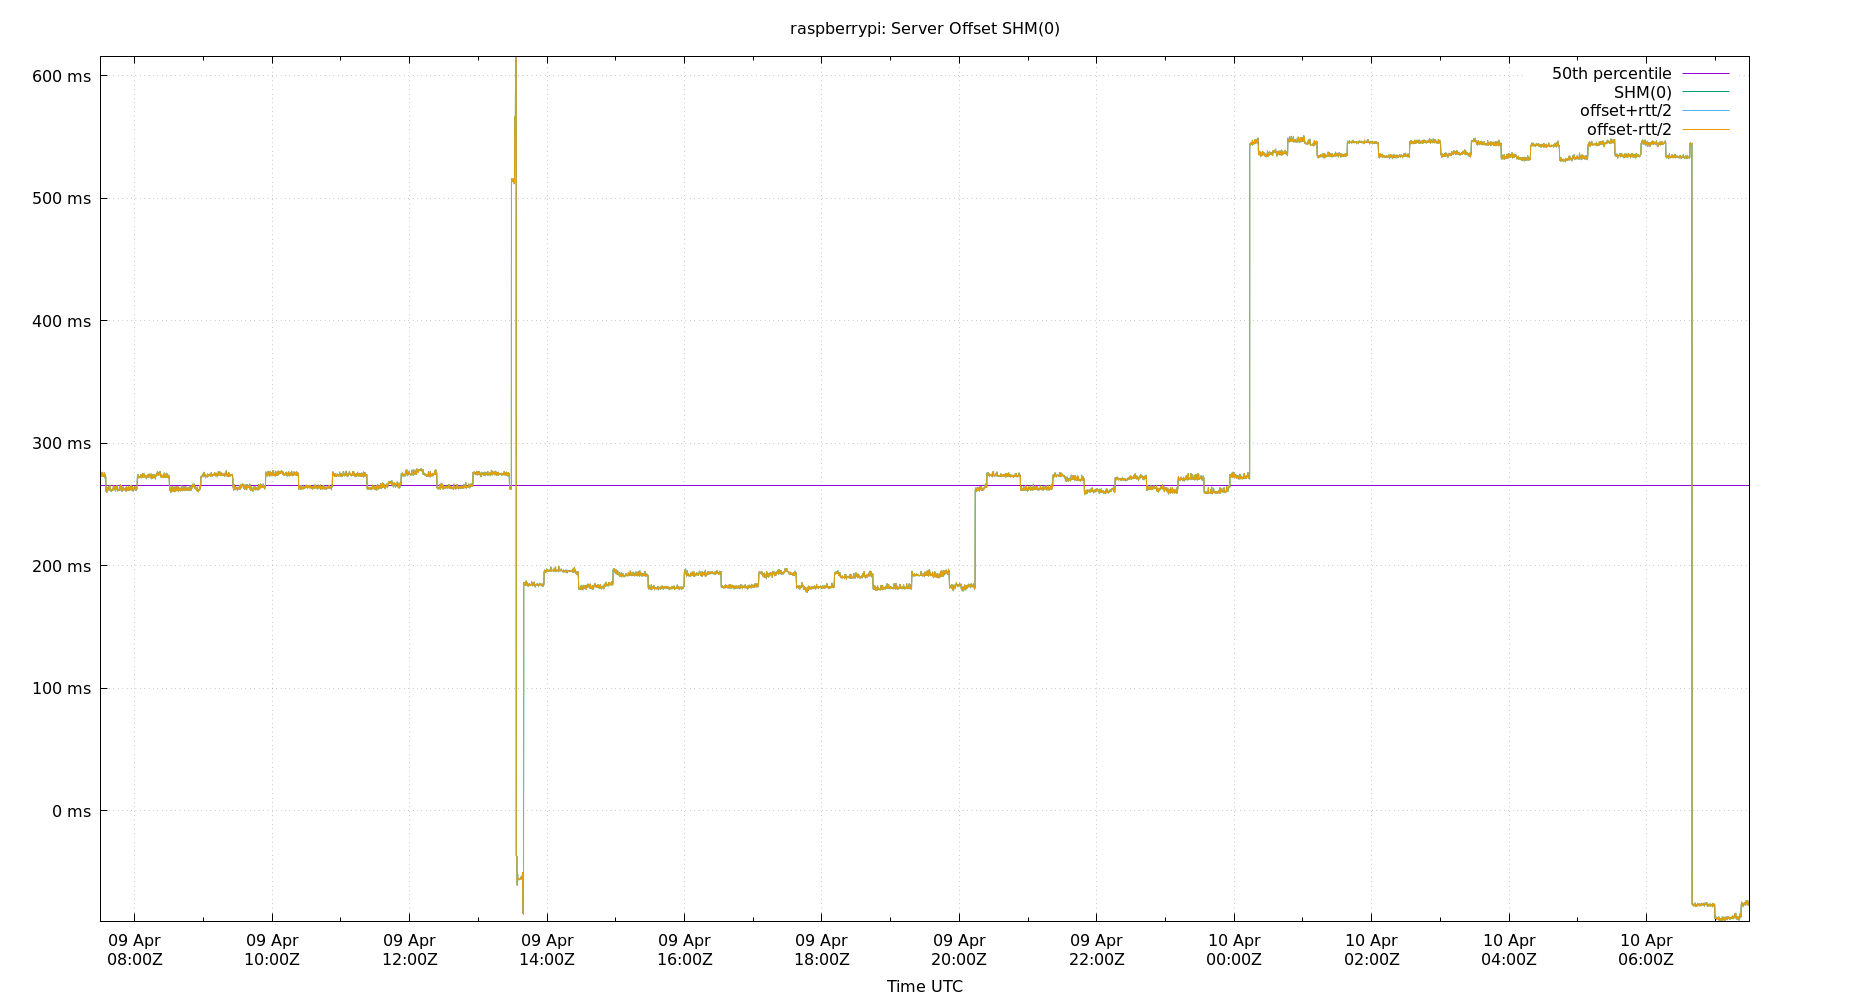 raspberrypi: Server Offset SHM(0)
600 ms
500 ms
400 ms
300 ms
200 ms
100 ms
0 ms
50th percentile
SHM(0)
offset+rtt/2
offset-rtt/2
09 Apr 09 Apr 09 Apr 09 Apr 09 Apr 09 Apr 09 Apr 09 Apr 10 Apr 10 Apr 10 Apr 10 Apr
08:00Z 10:00Z 12:00Z 14:00Z 16:00Z 18:00Z 20:00Z 22:00Z 00:00Z 02:00Z 04:00Z 06:00Z
Time UTC